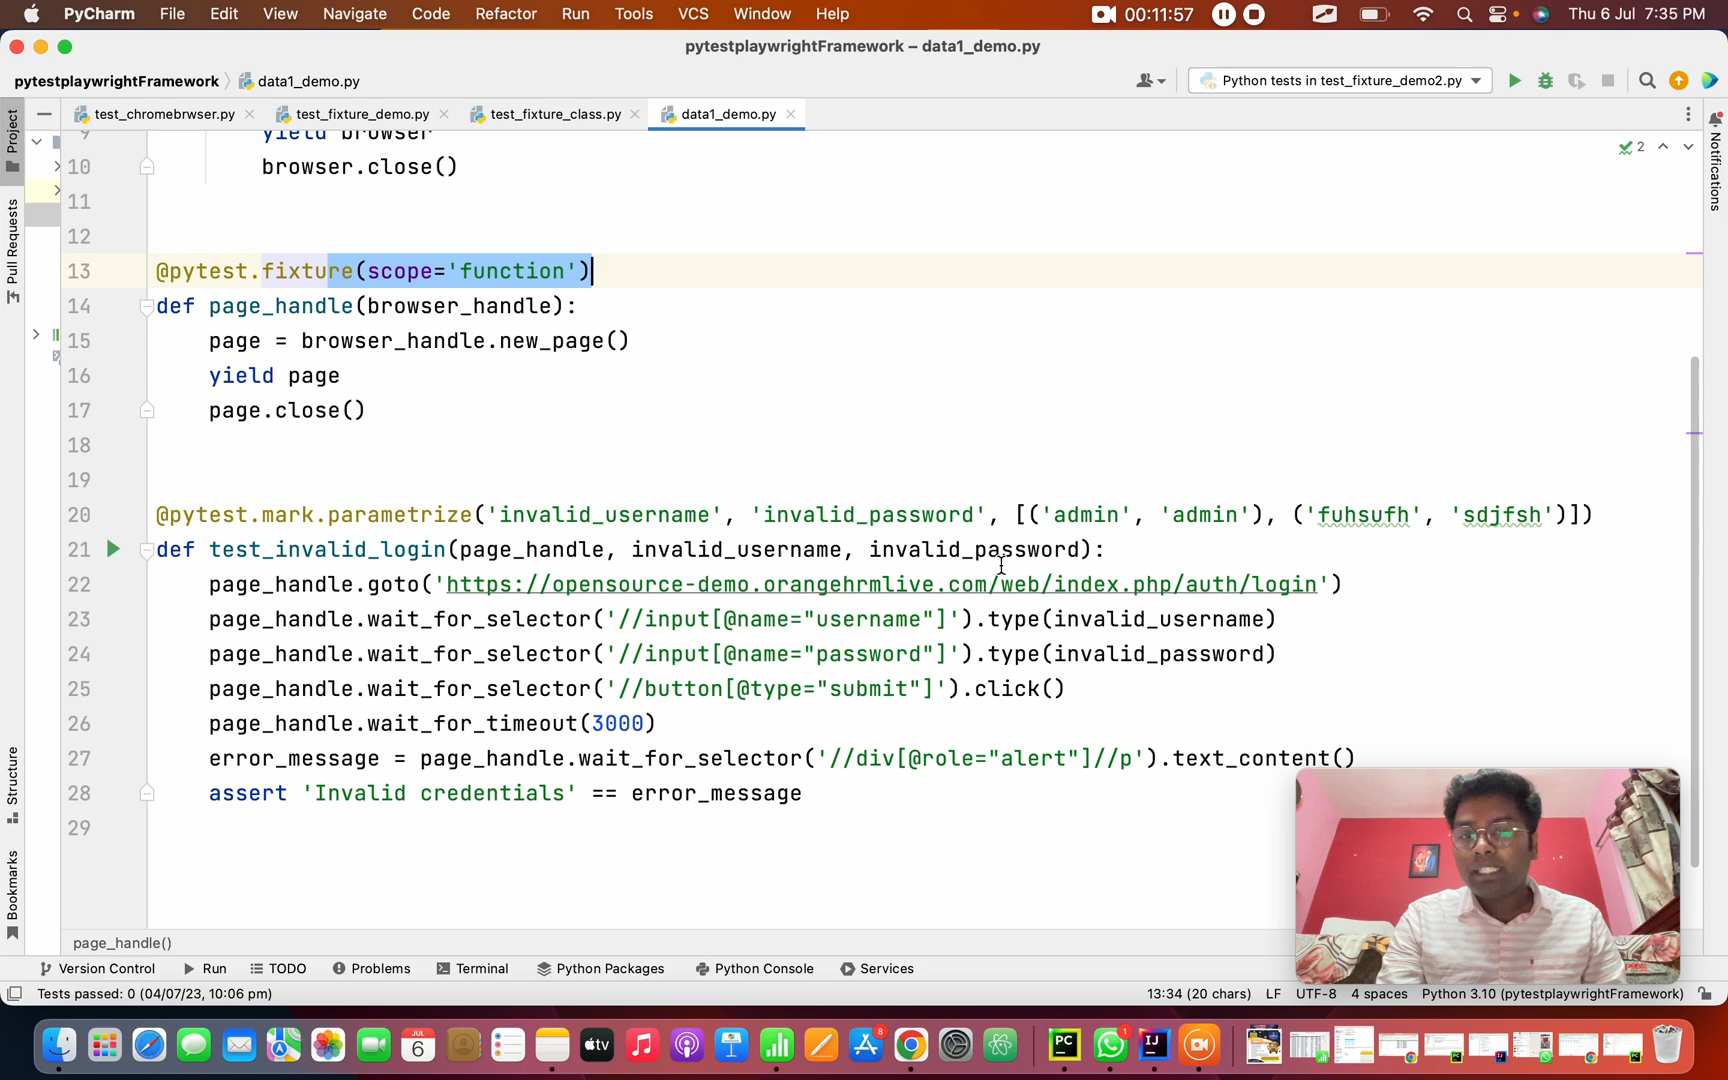 PyCharm File Edit View Navigate Code Refactor Run Tools VCS Window Help 00:11:57 Thu 6 Jul 7:35 PM
pytestplaywrightFramework – data1_demo.py
pytestplaywrightFramework data1_demo.py Python tests in test_fixture_demo2.py
test_chromebrwser.py test_fixture_demo.py test_fixture_class.py data1_demo.py
Project
Pull Requests
Structure
Bookmarks
Notifications
2
9 yield browser
10 browser.close()
11
12
13 @pytest.fixture(scope='function')
14 def page_handle(browser_handle):
15 page = browser_handle.new_page()
16 yield page
17 page.close()
18
19
20 @pytest.mark.parametrize('invalid_username', 'invalid_password', [('admin', 'admin'), ('fuhsufh', 'sdjfsh')])
21 def test_invalid_login(page_handle, invalid_username, invalid_password):
22 page_handle.goto('https://opensource-demo.orangehrmlive.com/web/index.php/auth/login')
23 page_handle.wait_for_selector('//input[@name="username"]').type(invalid_username)
24 page_handle.wait_for_selector('//input[@name="password"]').type(invalid_password)
25 page_handle.wait_for_selector('//button[@type="submit"]').click()
26 page_handle.wait_for_timeout(3000)
27 error_message = page_handle.wait_for_selector('//div[@role="alert"]//p').text_content()
28 assert 'Invalid credentials' == error_message
29
page_handle()
Version Control Run TODO Problems Terminal Python Packages Python Console Services
Tests passed: 0 (04/07/23, 10:06 pm) 13:34 (20 chars) LF UTF-8 4 spaces Python 3.10 (pytestplaywrightFramework)
JUL
6
tv
8
PC
1
IJ